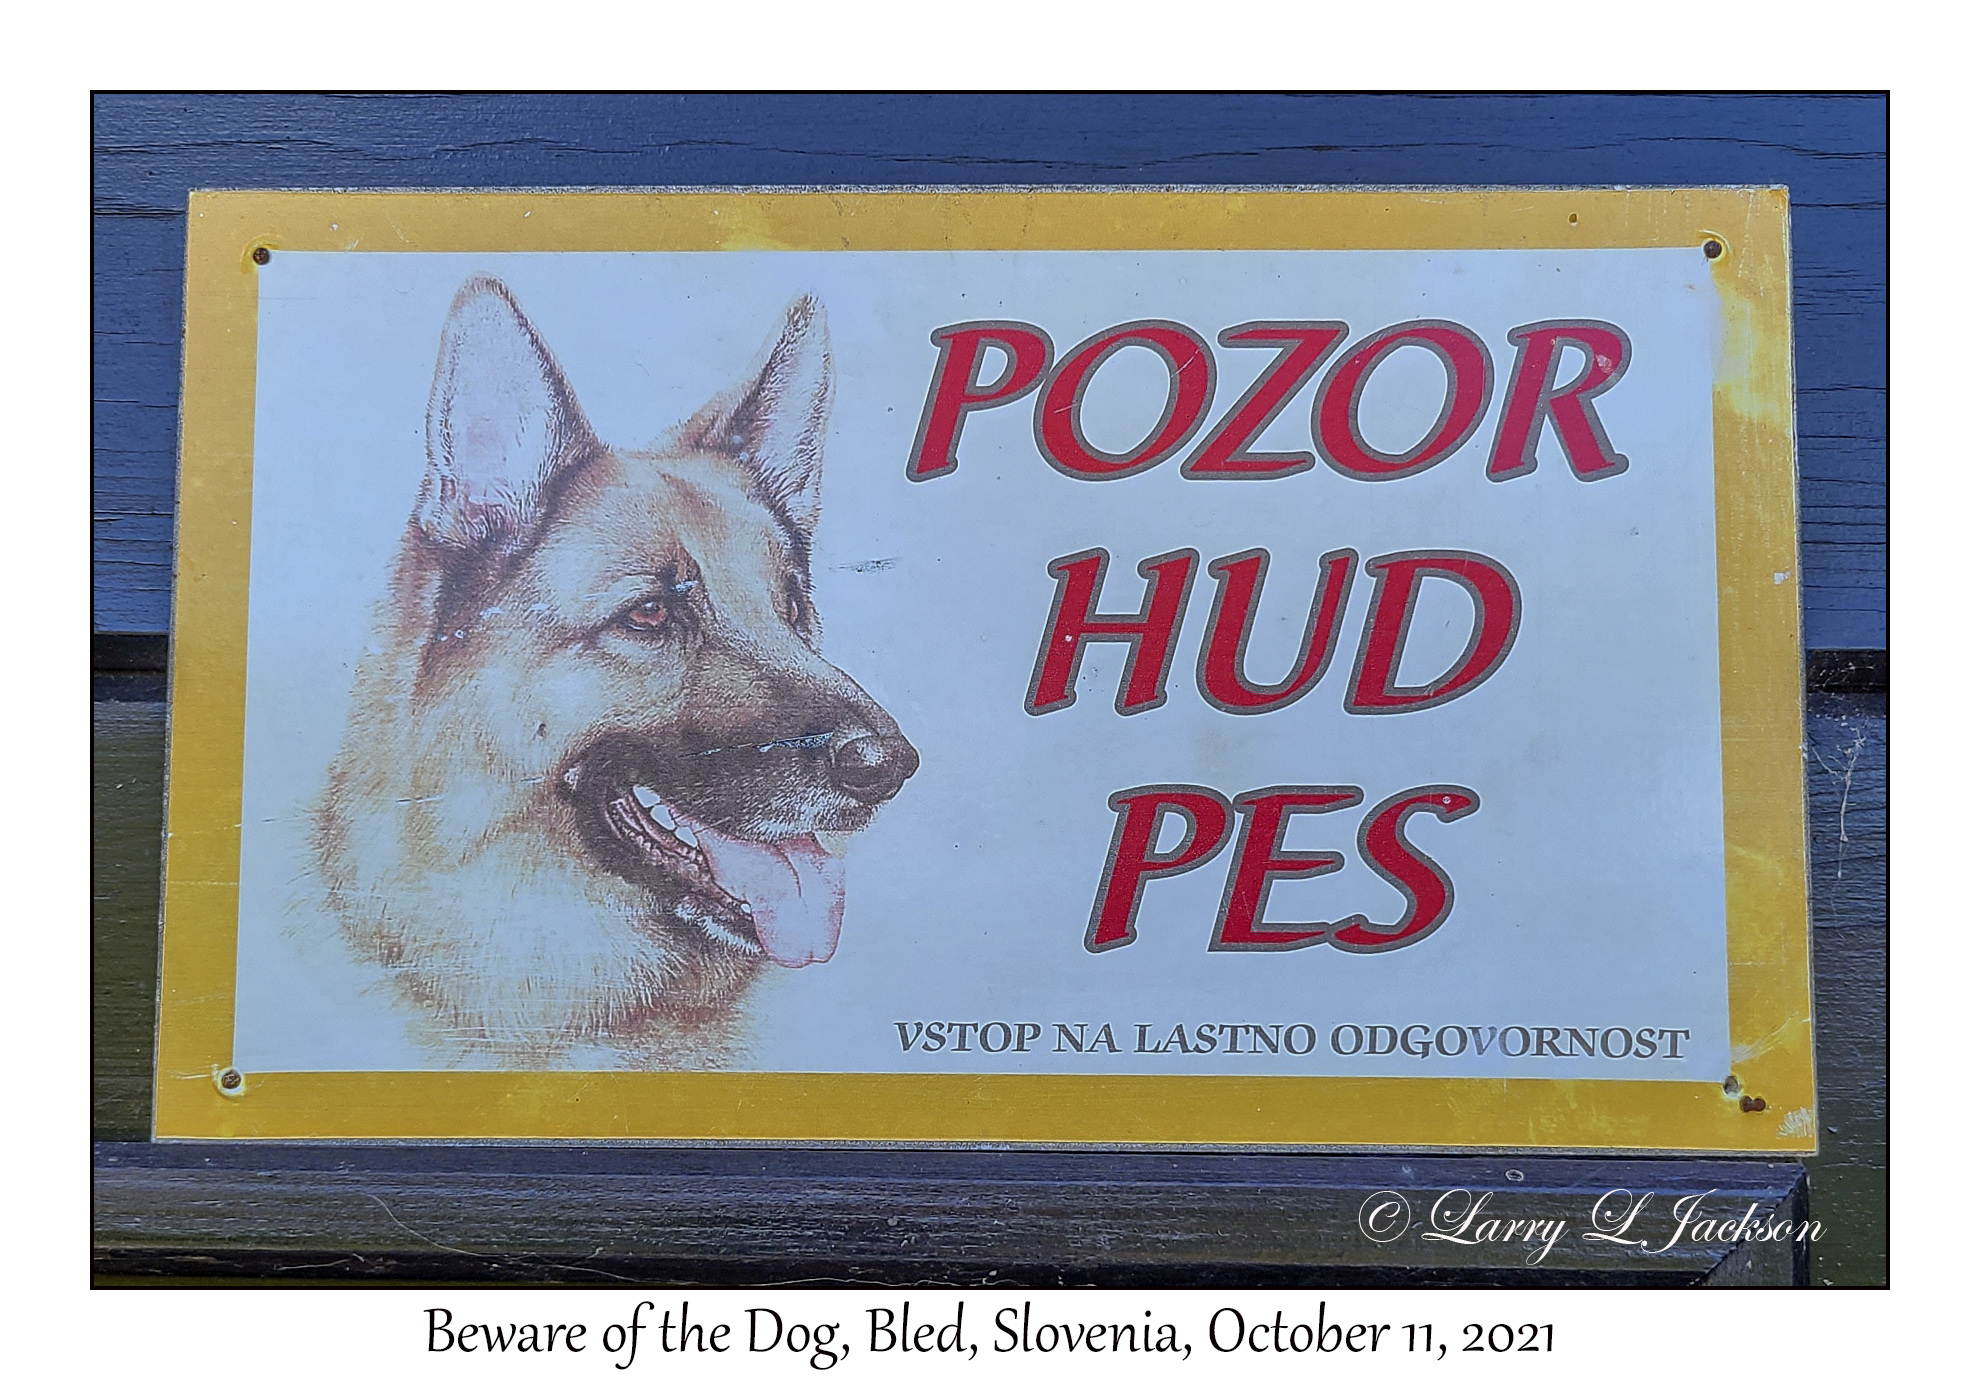 POZOR
HUD
PES
VSTOP NA LASTNO ODGOVORNOST
© Larry L Jackson
Beware of the Dog, Bled, Slovenia, October 11, 2021